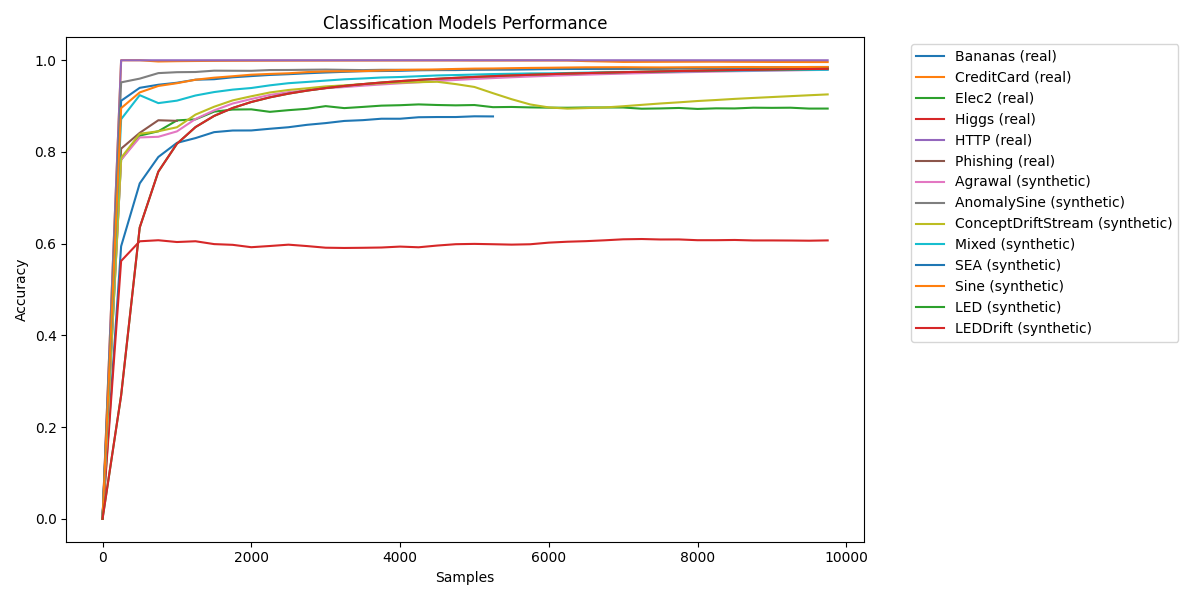 Classification Models Performance
1.0
0.8
0.6
0.4
0.2
0.0
Accuracy
0
2000
4000
6000
8000
10000
Samples
Bananas (real)
CreditCard (real)
Elec2 (real)
Higgs (real)
HTTP (real)
Phishing (real)
Agrawal (synthetic)
AnomalySine (synthetic)
ConceptDriftStream (synthetic)
Mixed (synthetic)
SEA (synthetic)
Sine (synthetic)
LED (synthetic)
LEDDrift (synthetic)